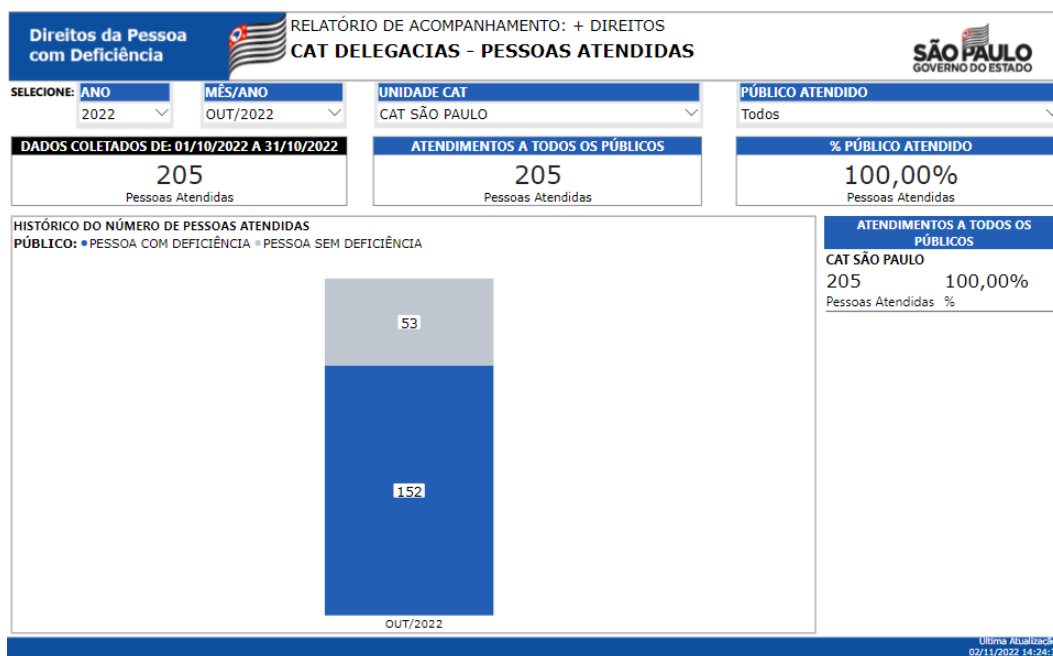 Direitos da Pessoa
com Deficiência
RELATÓRIO DE ACOMPANHAMENTO: + DIREITOS
CAT DELEGACIAS - PESSOAS ATENDIDAS
SÃO PAULO
GOVERNO DO ESTADO
SELECIONE: ANO MÊS/ANO UNIDADE CAT PÚBLICO ATENDIDO
2022 OUT/2022 CAT SÃO PAULO Todos
DADOS COLETADOS DE: 01/10/2022 A 31/10/2022 ATENDIMENTOS A TODOS OS PÚBLICOS % PÚBLICO ATENDIDO
205 205 100,00%
Pessoas Atendidas Pessoas Atendidas Pessoas Atendidas
HISTÓRICO DO NÚMERO DE PESSOAS ATENDIDAS
PÚBLICO: PESSOA COM DEFICIÊNCIA PESSOA SEM DEFICIÊNCIA
53
152
OUT/2022
ATENDIMENTOS A TODOS OS
PÚBLICOS
CAT SÃO PAULO
205 100,00%
Pessoas Atendidas %
Última
02/11/2022